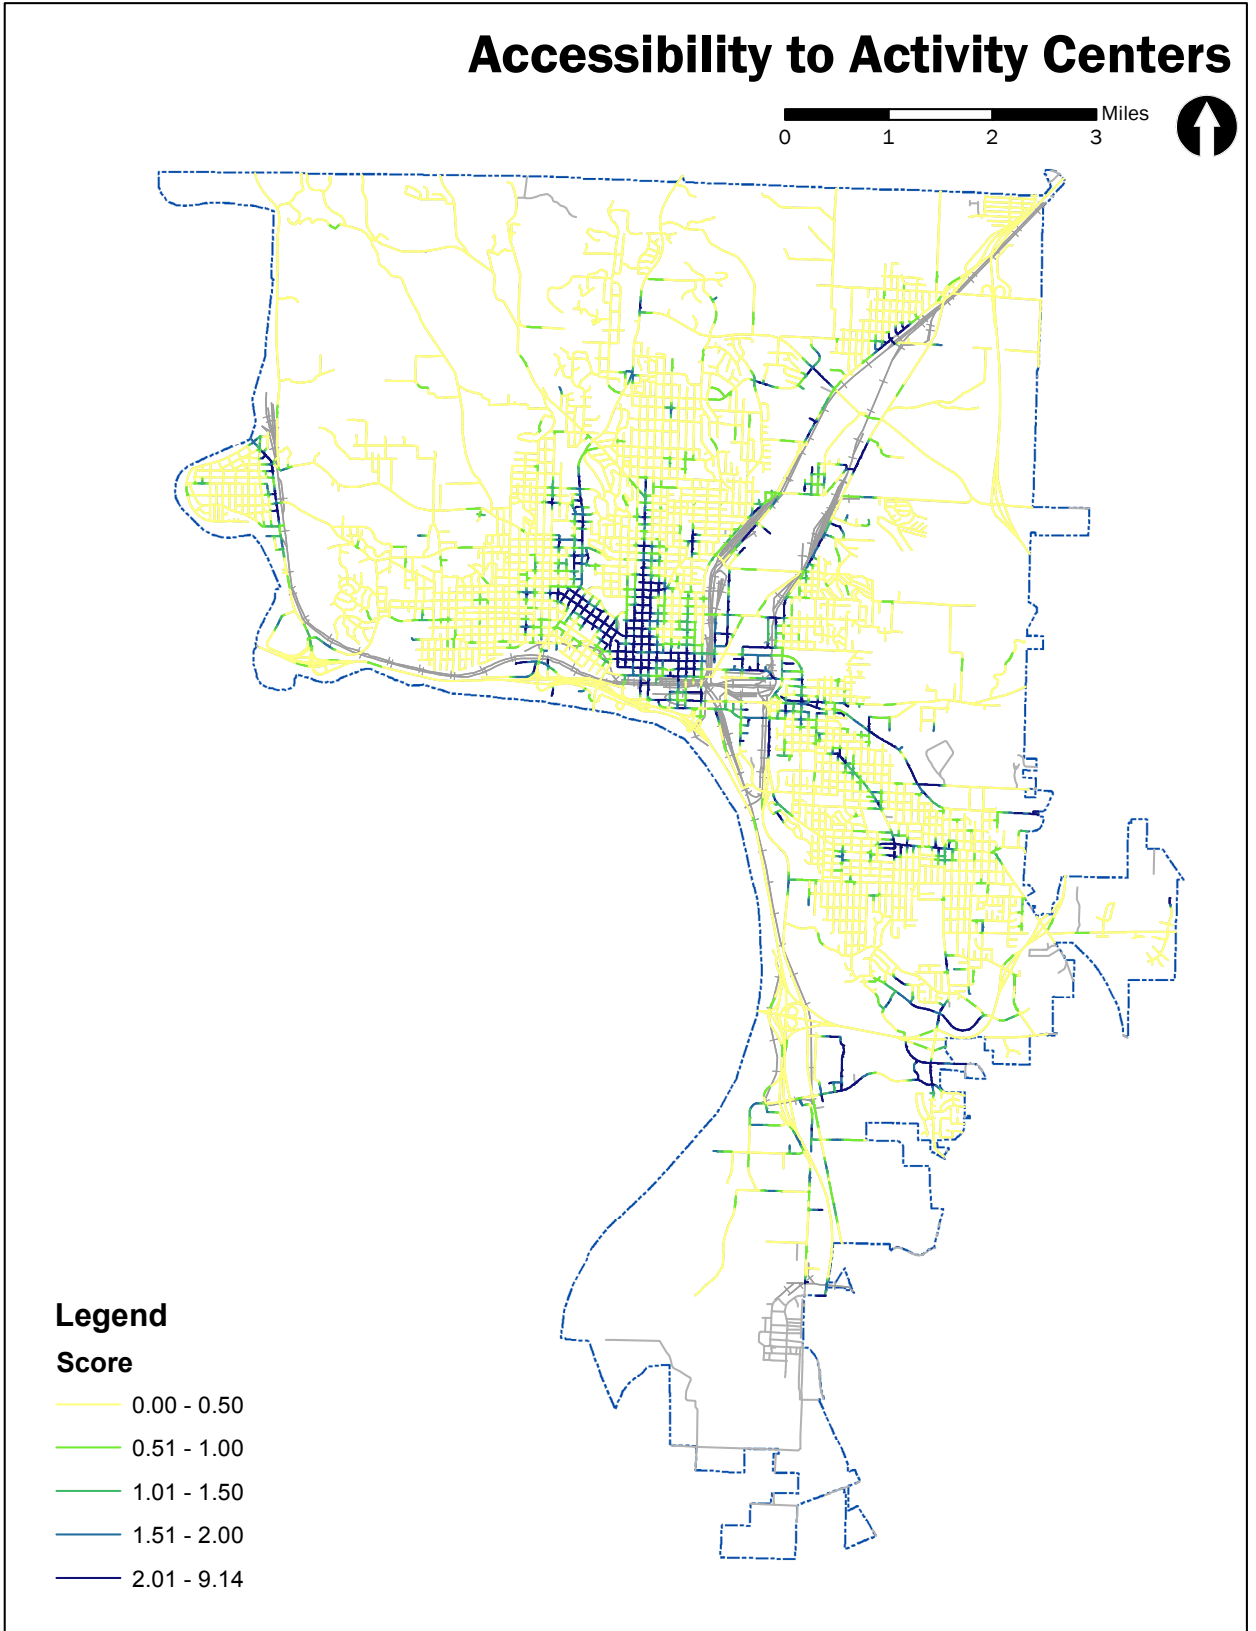 Accessibility to Activity Centers
Miles
0 1 2 3
Legend
Score
0.00 - 0.50
0.51 - 1.00
1.01 - 1.50
1.51 - 2.00
2.01 - 9.14